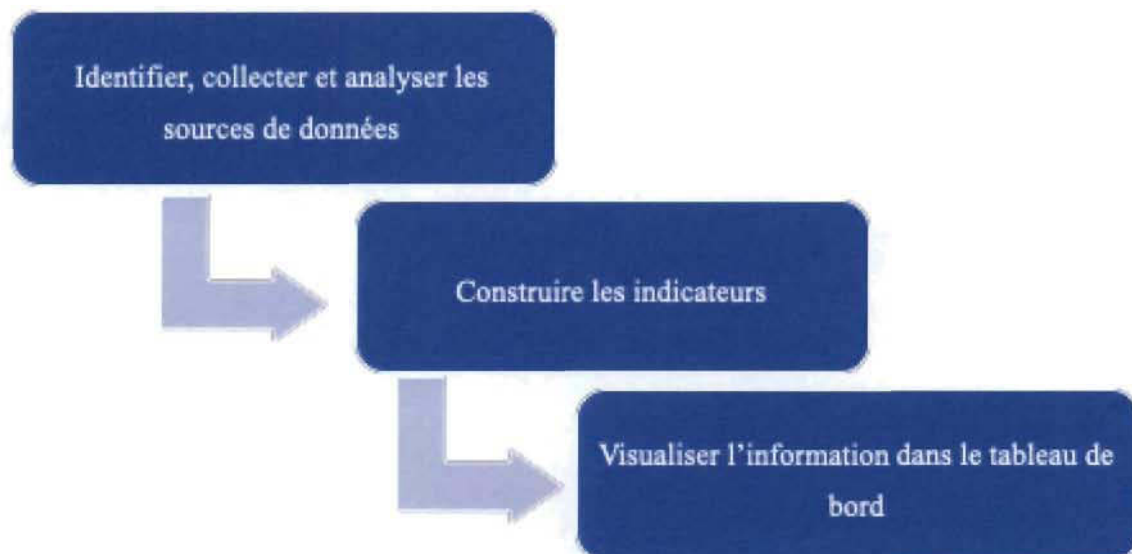 Identifier, collecter et analyser les
sources de données
Construire les indicateurs
Visualiser l'information dans le tableau de
bord